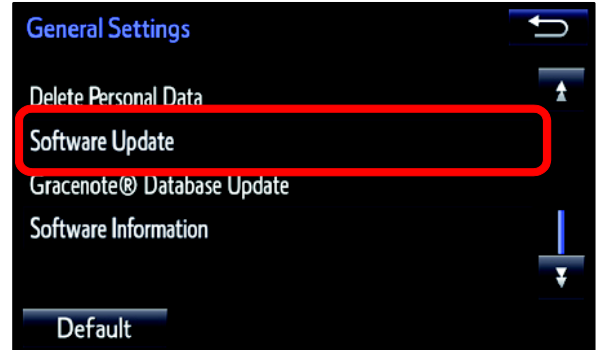 General Settings
Delete Personal Data
Software Update
Gracenote® Database Update
Software Information
Default